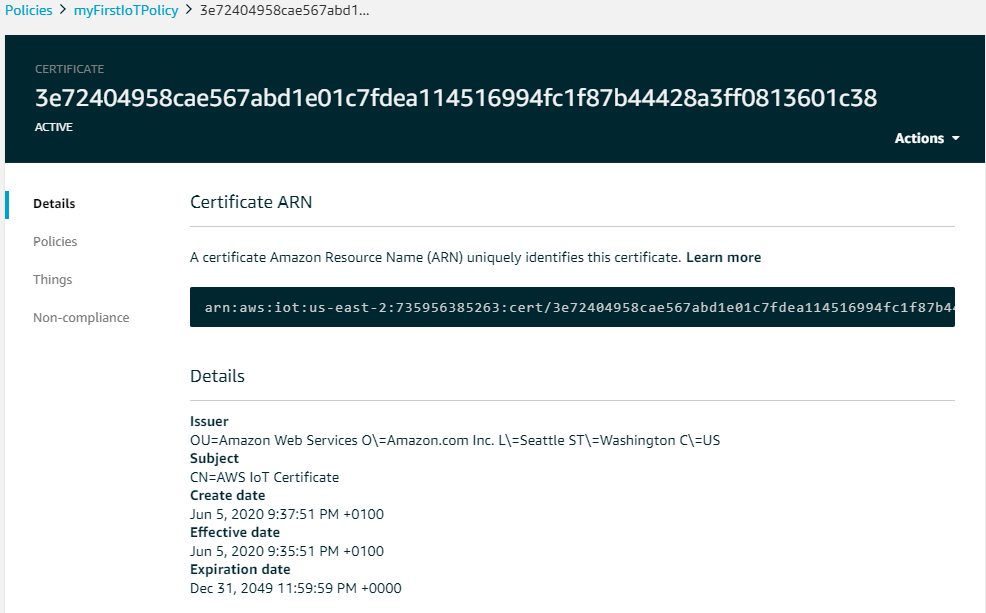 Policies > myFirstIoTPolicy > 3e72404958cae567abd1...
CERTIFICATE
3e72404958cae567abd1e01c7fdea114516994fc1f87b44428a3ff0813601c38
ACTIVE
Actions
Details
Policies
Things
Non-compliance
Certificate ARN
A certificate Amazon Resource Name (ARN) uniquely identifies this certificate. Learn more
arn:aws:iot:us-east-2:735956385263:cert/3e72404958cae567abd1e01c7fdea114516994fc1f87b44
Details
Issuer
OU=Amazon Web Services O\=Amazon.com Inc. L\=Seattle ST\=Washington C\=US
Subject
CN=AWS IoT Certificate
Create date
Jun 5, 2020 9:37:51 PM +0100
Effective date
Jun 5, 2020 9:35:51 PM +0100
Expiration date
Dec 31, 2049 11:59:59 PM +0000